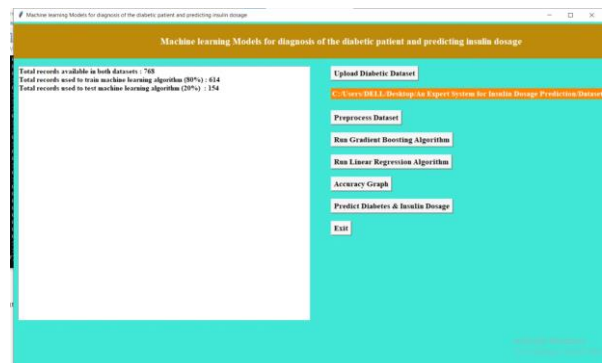 Machine learning Models for diagnosis of the diabetic patient and predicting insulin dosage
Machine learning Models for diagnosis of the diabetic patient and predicting insulin dosage
Total records available in both datasets : 768
Total records used to train machine learning algorithm (80%) : 614
Total records used to test machine learning algorithm (20%) : 154
Upload Diabetic Dataset
C:/Users/DELL/Desktop/An Expert System for Insulin Dosage Prediction/Dataset
Preprocess Dataset
Run Gradient Boosting Algorithm
Run Linear Regression Algorithm
Accuracy Graph
Predict Diabetes & Insulin Dosage
Exit